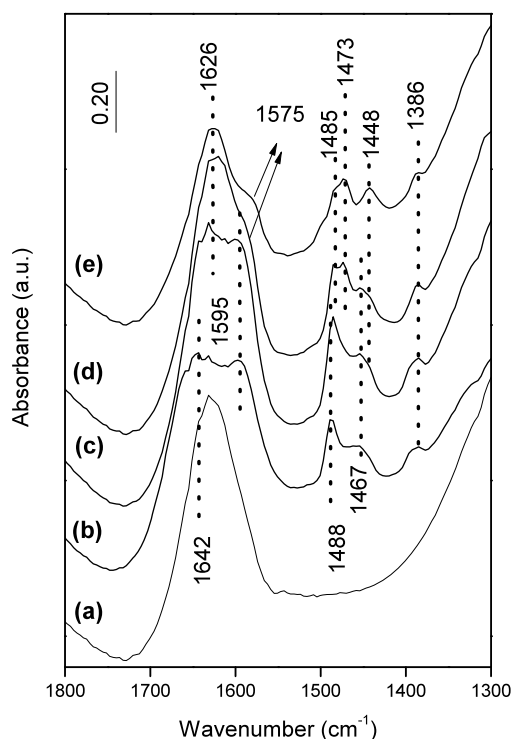 0.20
1626
1575
1485
1473
1448
1386
(e)
(d)
(c)
(b)
(a)
1595
1642
1488
1467
Absorbance (a.u.)
1800 1700 1600 1500 1400 1300
Wavenumber (cm⁻¹)